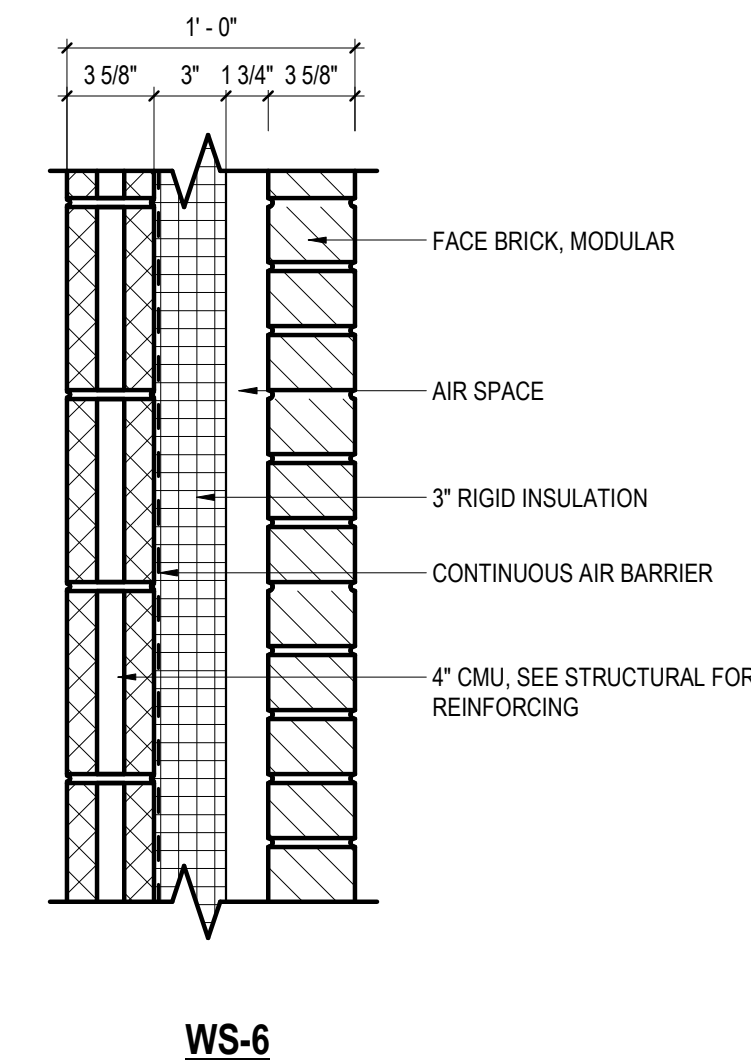 1' - 0"
3 5/8" 3" 1 3/4" 3 5/8"
FACE BRICK, MODULAR
AIR SPACE
3" RIGID INSULATION
CONTINUOUS AIR BARRIER
4" CMU, SEE STRUCTURAL FOR
REINFORCING
WS-6